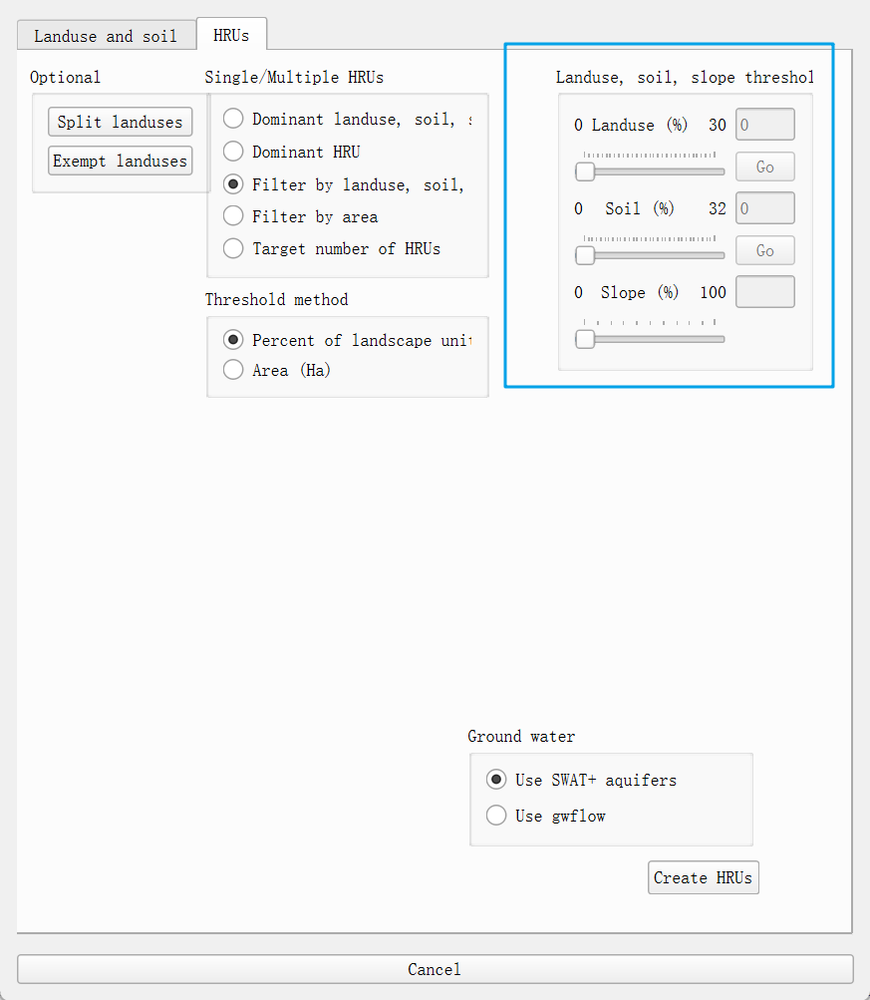 Landuse and soil
HRUs
Optional
Split landuses
Exempt landuses
Single/Multiple HRUs
Dominant landuse, soil,
Dominant HRU
Filter by landuse, soil,
Filter by area
Target number of HRUs
Threshold method
Percent of landscape uni
Area (Ha)
Landuse, soil, slope threshol
0 Landuse (%) 30 0
Go
0 Soil (%) 32 0
Go
0 Slope (%) 100
Ground water
Use SWAT+ aquifers
Use gwflow
Create HRUs
Cancel